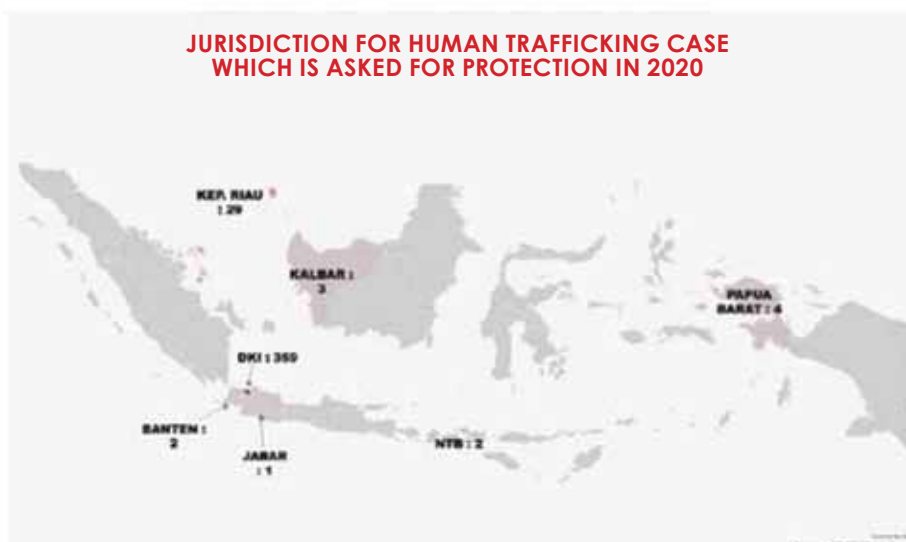 JURISDICTION FOR HUMAN TRAFFICKING CASE
WHICH IS ASKED FOR PROTECTION IN 2020
KEP. RIAU
: 29
KALBAR :
3
PAPUA
BARAT : 4
DKI : 359
BANTEN :
2
JABAR
: 1
NTB : 2